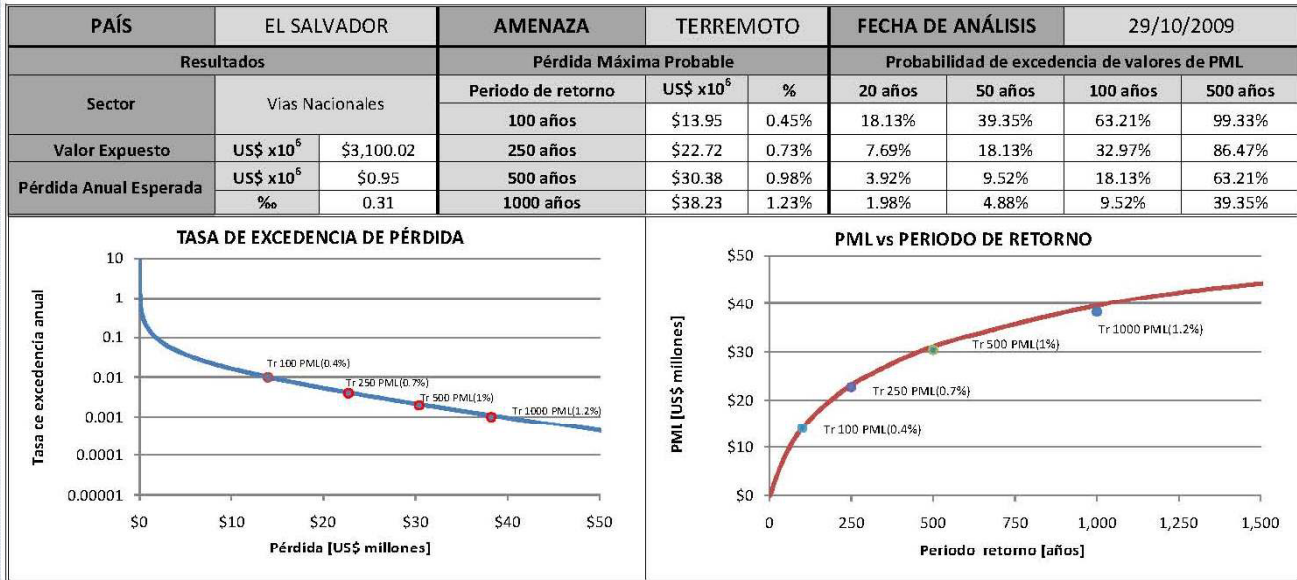 PAÍS EL SALVADOR AMENAZA TERREMOTO FECHA DE ANÁLISIS 29/10/2009
Resultados Pérdida Máxima Probable Probabilidad de excedencia de valores de PML
Sector Vias Nacionales Periodo de retorno US$ x10⁶ % 20 años 50 años 100 años 500 años
100 años $13.95 0.45% 18.13% 39.35% 63.21% 99.33%
Valor Expuesto US$ x10⁶ $3,100.02 250 años $22.72 0.73% 7.69% 18.13% 32.97% 86.47%
Pérdida Anual Esperada US$ x10⁶ $0.95 500 años $30.38 0.98% 3.92% 9.52% 18.13% 63.21%
‰ 0.31 1000 años $38.23 1.23% 1.98% 4.88% 9.52% 39.35%
TASA DE EXCEDENCIA DE PÉRDIDA
Tasa de excedencia anual
10
1
0.1
0.01
0.001
0.0001
0.00001
Tr 100 PML(0.4%)
Tr 250 PML(0.7%)
Tr 500 PML(1%)
Tr 1000 PML(1.2%)
$0 $10 $20 $30 $40 $50
Pérdida [US$ millones]
PML vs PERIODO DE RETORNO
PML [US$ millones]
$50
$40
$30
$20
$10
$0
Tr 1000 PML(1.2%)
Tr 500 PML(1%)
Tr 250 PML(0.7%)
Tr 100 PML(0.4%)
0 250 500 750 1,000 1,250 1,500
Periodo retorno [años]